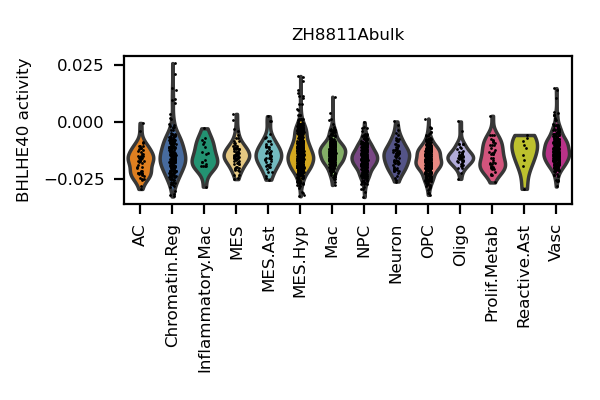 ZH8811Abulk
BHLHE40 activity
0.025
0.000
−0.025
AC
Chromatin.Reg
Inflammatory.Mac
MES
MES.Ast
MES.Hyp
Mac
NPC
Neuron
OPC
Oligo
Prolif.Metab
Reactive.Ast
Vasc